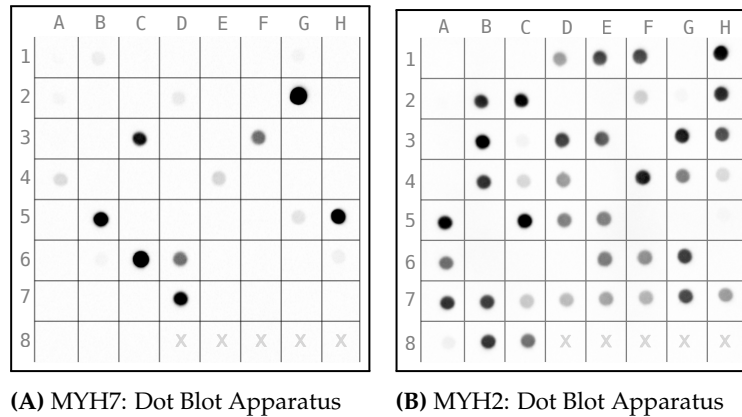 A B C D E F G H
1
2
3
4
5
6
7
8 X X X X X
(A) MYH7: Dot Blot Apparatus
A B C D E F G H
1
2
3
4
5
6
7
8 X X X X X
(B) MYH2: Dot Blot Apparatus